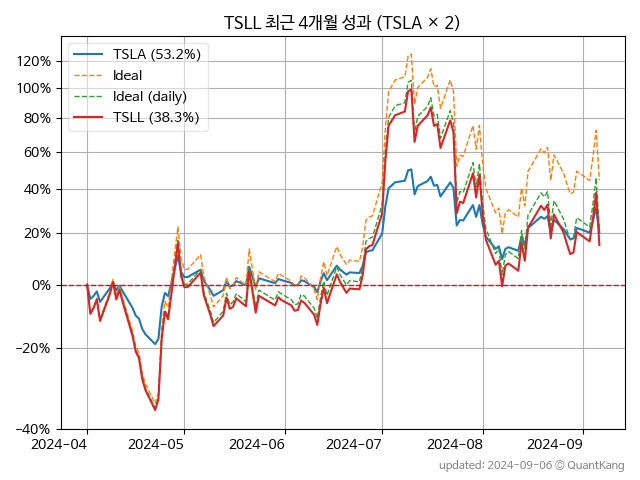 TSLL 최근 4개월 성과 (TSLA × 2)
TSLA (53.2%)
Ideal
Ideal (daily)
TSLL (38.3%)
120%
100%
80%
60%
40%
20%
0%
−20%
−40%
2024−04
2024−05
2024−06
2024−07
2024−08
2024−09
updated: 2024−09−06 © QuantKang